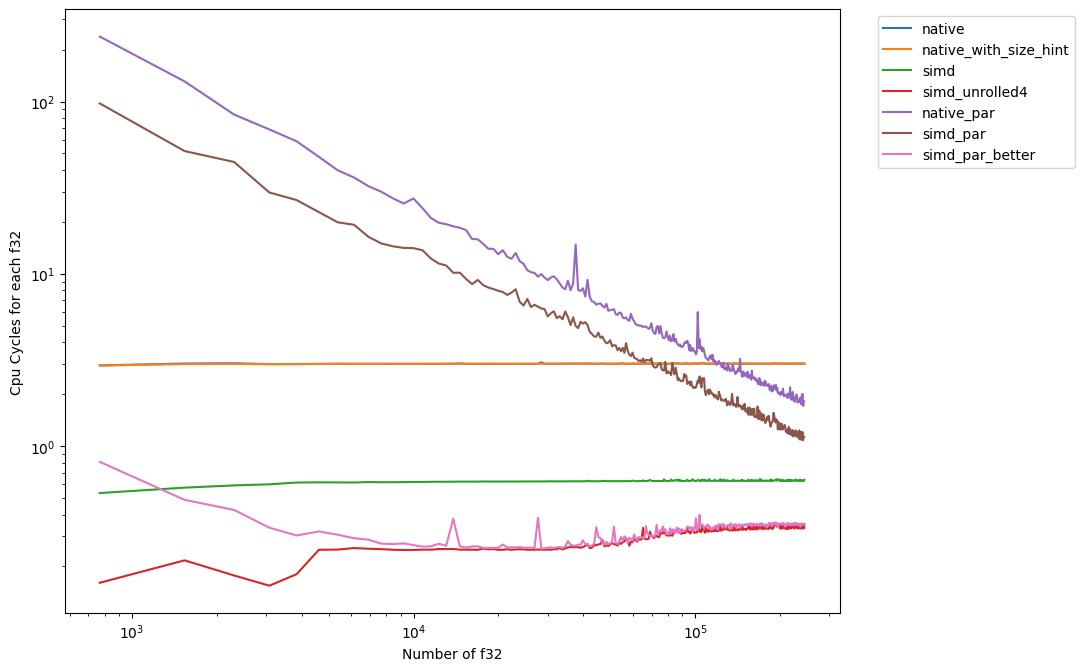 Cpu Cycles for each f32
10²
10¹
10⁰
10³
10⁴
10⁵
Number of f32
native
native_with_size_hint
simd
simd_unrolled4
native_par
simd_par
simd_par_better